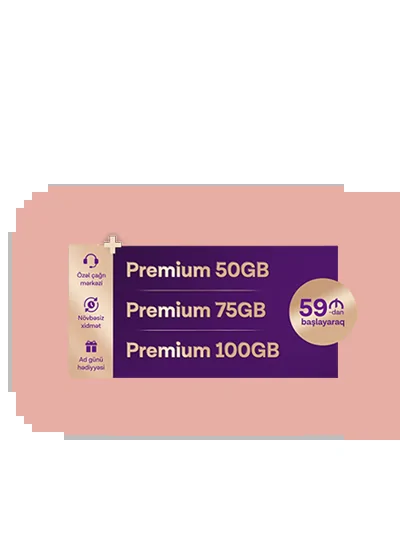 Özəl çağrı
mərkəzi
Növbəsiz
xidmət
Ad günü
hədiyyəsi
Premium 50GB
Premium 75GB
Premium 100GB
59₼-dan
başlayaraq